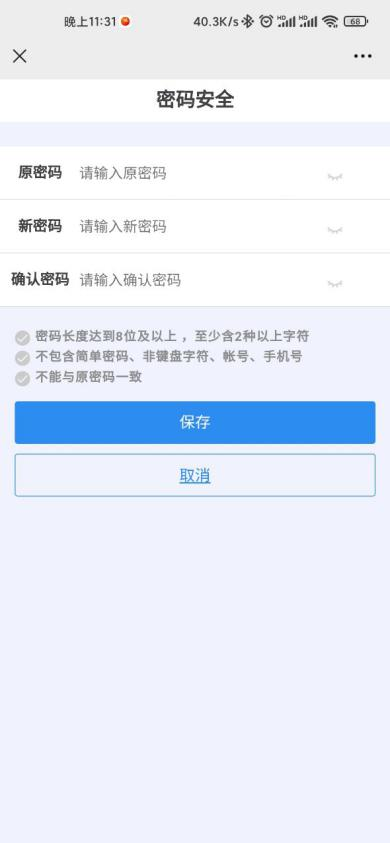 晚上11:31 40.3K/s HD HD 68
密码安全
原密码 请输入原密码
新密码 请输入新密码
确认密码 请输入确认密码
密码长度达到8位及以上，至少含2种以上字符
不包含简单密码、非键盘字符、帐号、手机号
不能与原密码一致
保存
取消